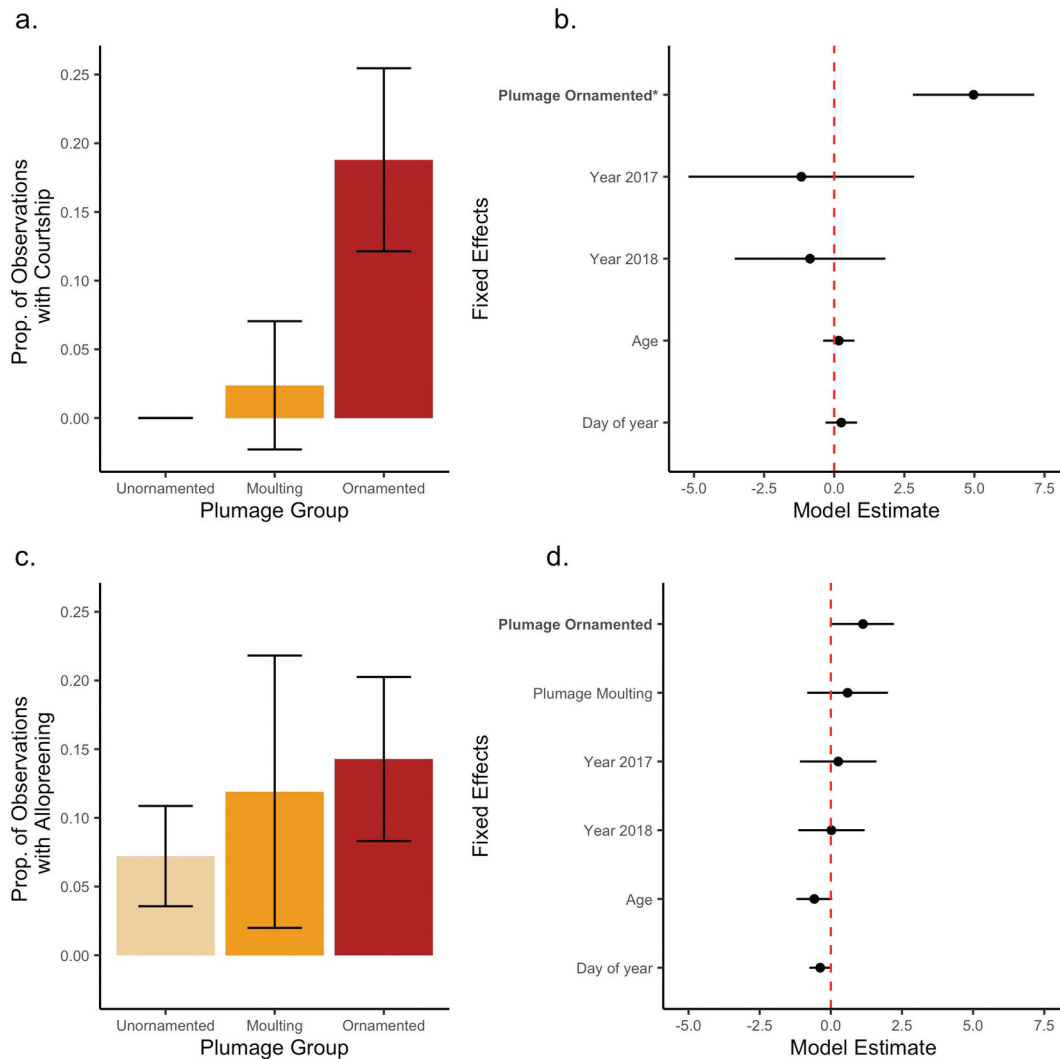 a.
Prop. of Observations
with Courtship
0.25
0.20
0.15
0.10
0.05
0.00
Unornamented Moulting Ornamented
Plumage Group
b.
Fixed Effects
Plumage Ornamented*
Year 2017
Year 2018
Age
Day of year
-5.0 -2.5 0.0 2.5 5.0 7.5
Model Estimate
c.
Prop. of Observations
with Allopreening
0.25
0.20
0.15
0.10
0.05
0.00
Unornamented Moulting Ornamented
Plumage Group
d.
Fixed Effects
Plumage Ornamented
Plumage Moulting
Year 2017
Year 2018
Age
Day of year
-5.0 -2.5 0.0 2.5 5.0 7.5
Model Estimate